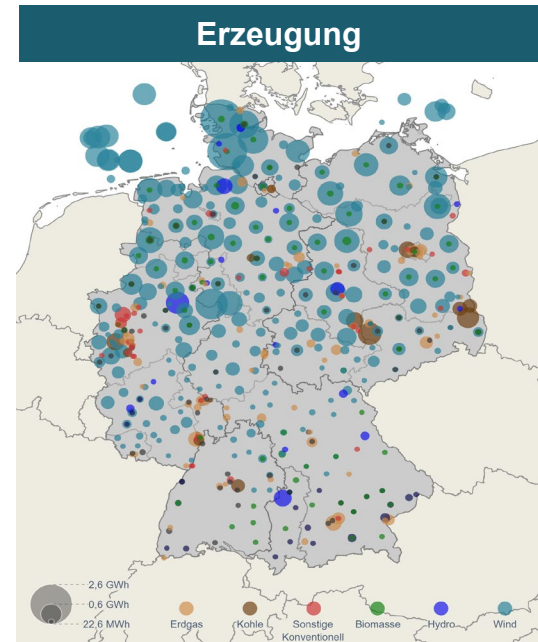 Erzeugung
2,6 GWh
0,6 GWh
22,6 MWh
Erdgas
Kohle
Sonstige
Konventionell
Biomasse
Hydro
Wind